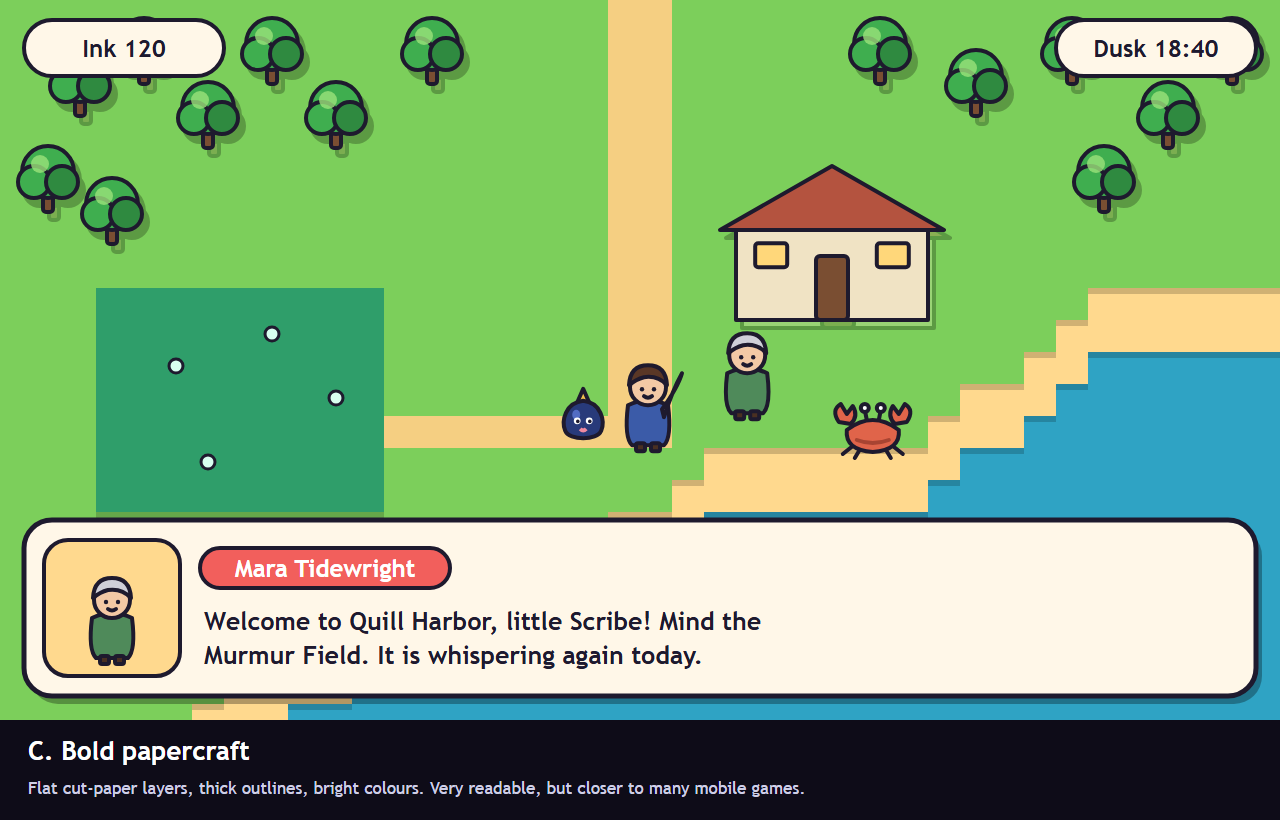 Ink 120
Dusk 18:40
Mara Tidewright
Welcome to Quill Harbor, little Scribe! Mind the
Murmur Field. It is whispering again today.
C. Bold papercraft
Flat cut-paper layers, thick outlines, bright colours. Very readable, but closer to many mobile games.